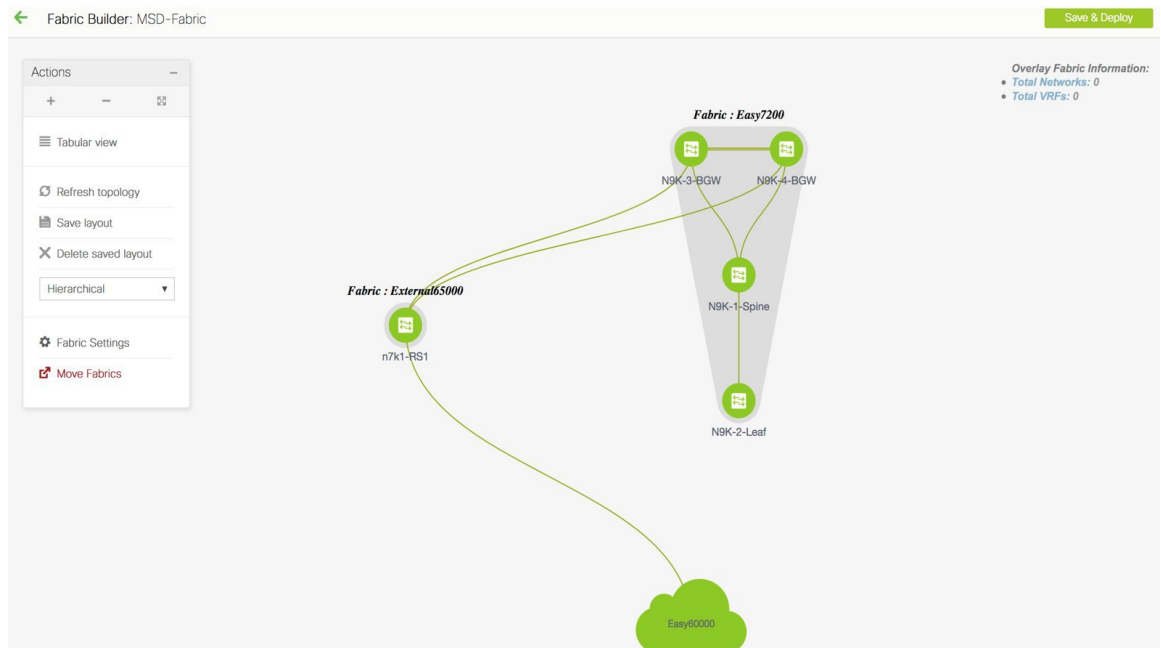 Fabric Builder: MSD-Fabric
Save & Deploy
Actions
Tabular view
Refresh topology
Save layout
Delete saved layout
Hierarchical
Fabric Settings
Move Fabrics
Overlay Fabric Information:
Total Networks: 0
Total VRFs: 0
Fabric : Easy7200
N9K-3-BGW
N9K-4-BGW
N9K-1-Spine
N9K-2-Leaf
Fabric : External65000
n7k1-RS1
Easy60000